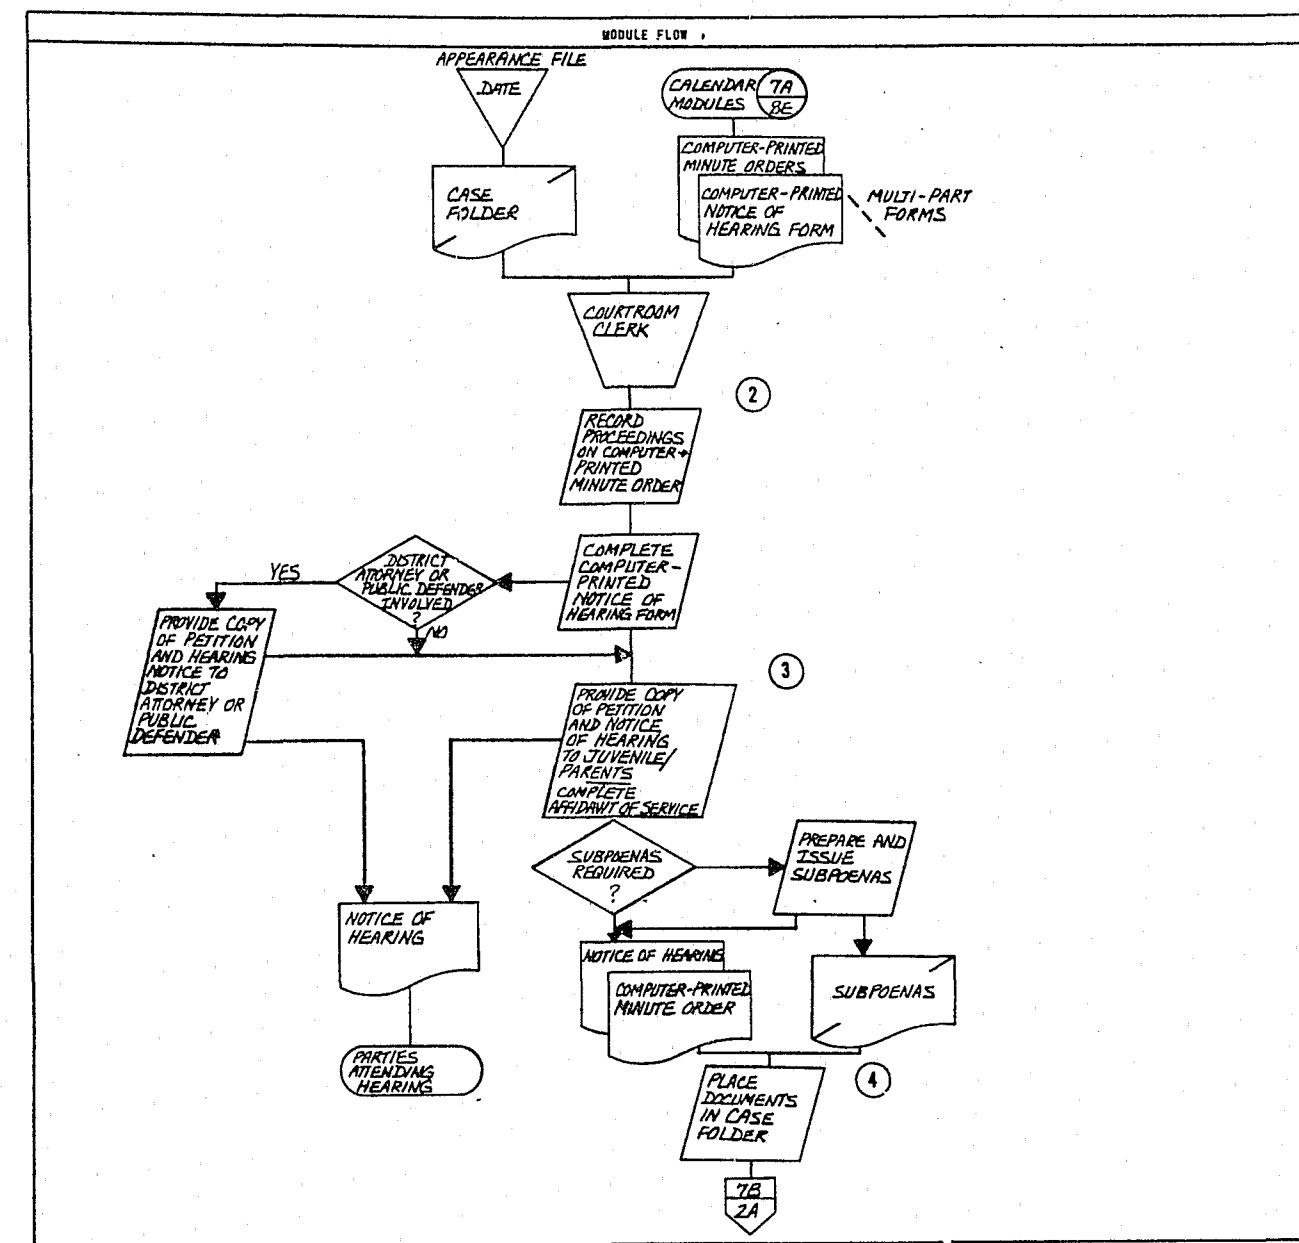 MODULE FLOW
APPEARANCE FILE
DATE
CALENDAR
MODULES
7A
8E
CASE
FOLDER
COMPUTER-PRINTED
MINUTE ORDERS
COMPUTER-PRINTED
NOTICE OF
HEARING FORM
MULTI-PART
FORMS
COURTROOM
CLERK
2
RECORD
PROCEEDINGS
ON COMPUTER-
PRINTED
MINUTE ORDER
COMPLETE
COMPUTER-
PRINTED
NOTICE OF
HEARING FORM
DISTRICT
ATTORNEY OR
PUBLIC DEFENDER
INVOLVED
?
YES
NO
PROVIDE COPY
OF PETITION
AND HEARING
NOTICE TO
DISTRICT
ATTORNEY OR
PUBLIC
DEFENDER
3
PROVIDE COPY
OF PETITION
AND NOTICE
OF HEARING
TO JUVENILE/
PARENTS
COMPLETE
AFFIDAVIT OF SERVICE
SUBPOENAS
REQUIRED
?
PREPARE AND
ISSUE
SUBPOENAS
NOTICE OF
HEARING
NOTICE OF HEARING
COMPUTER-PRINTED
MINUTE ORDER
SUBPOENAS
PARTIES
ATTENDING
HEARING
4
PLACE
DOCUMENTS
IN CASE
FOLDER
7B
2A